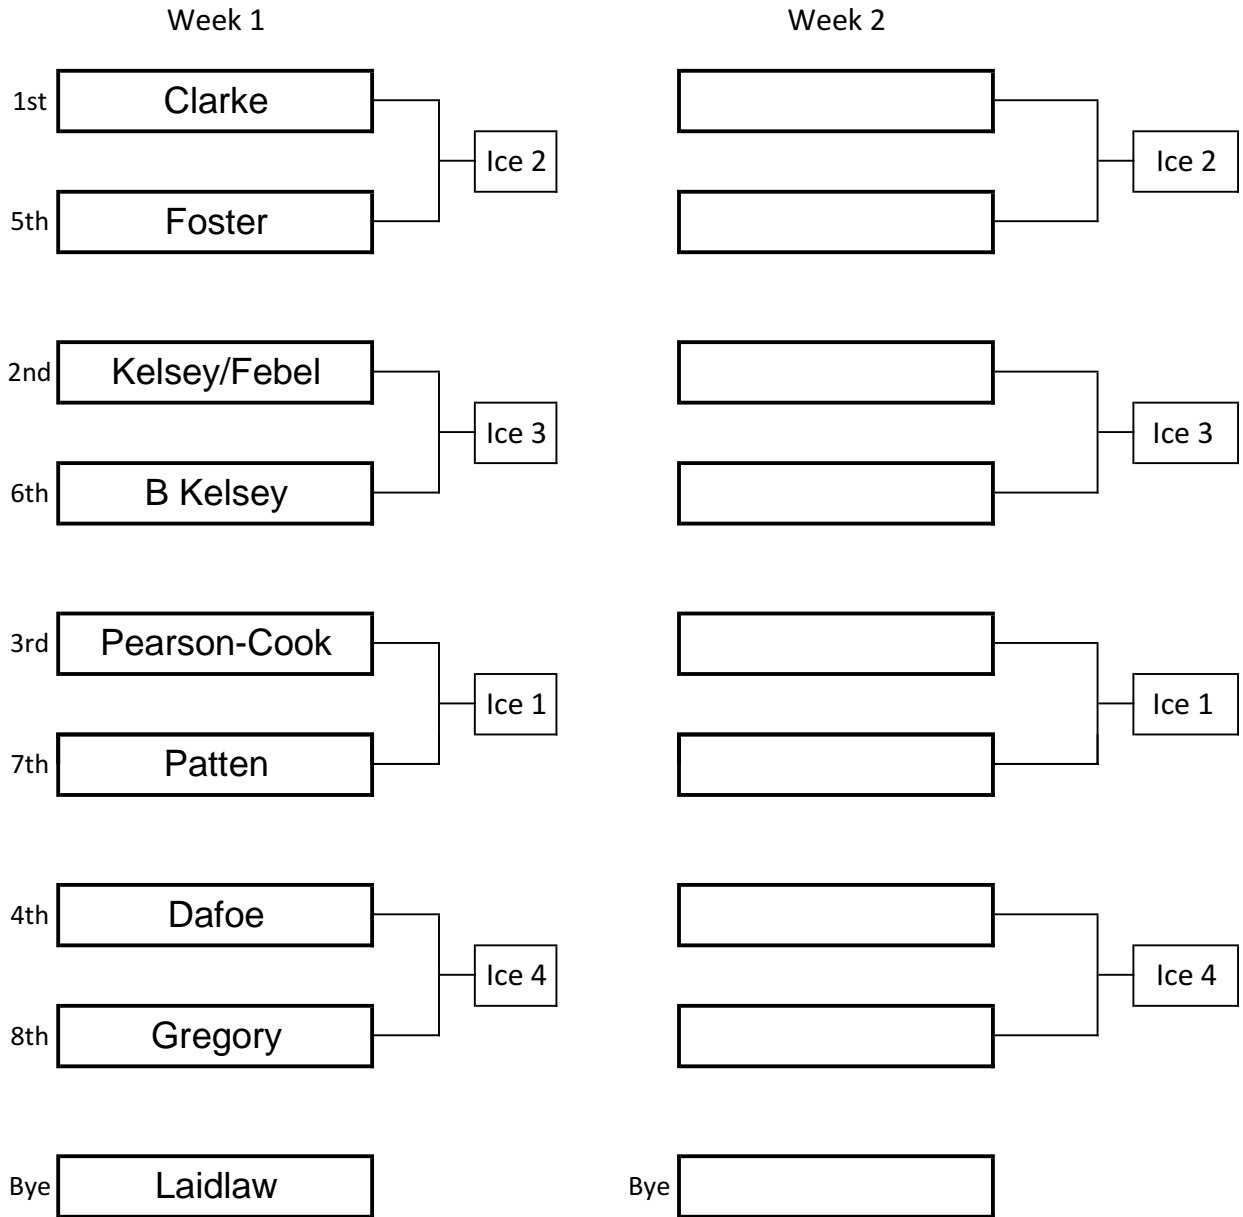 Week 1 Week 2
1st Clarke
Ice 2 Ice 2
5th Foster
2nd Kelsey/Febel
Ice 3 Ice 3
6th B Kelsey
3rd Pearson-Cook
Ice 1 Ice 1
7th Patten
4th Dafoe
Ice 4 Ice 4
8th Gregory
Bye Laidlaw Bye